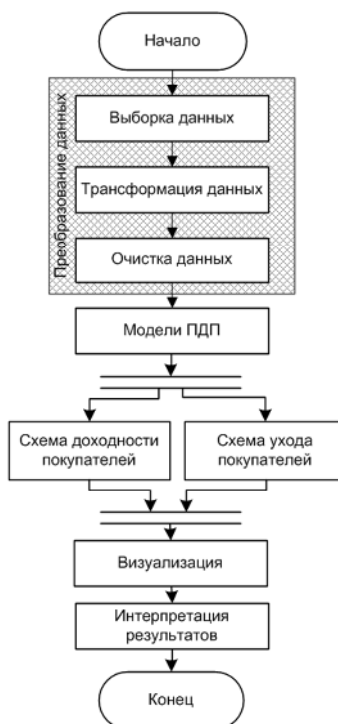 Начало
Преобразование данных
Выборка данных
Трансформация данных
Очистка данных
Модели ПДП
Схема доходности
покупателей
Схема ухода
покупателей
Визуализация
Интерпретация
результатов
Конец